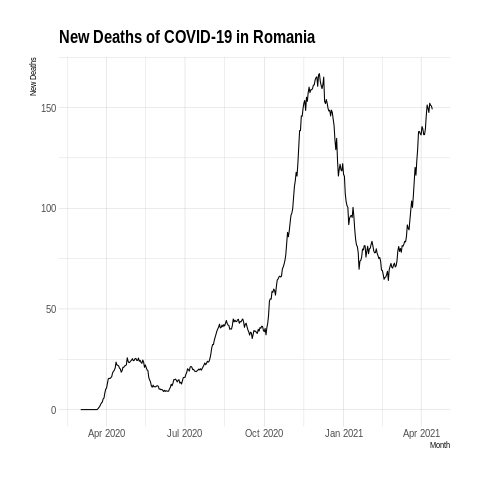 New Deaths of COVID-19 in Romania
New Deaths
150
100
50
0
Apr 2020 Jul 2020 Oct 2020 Jan 2021 Apr 2021
Month